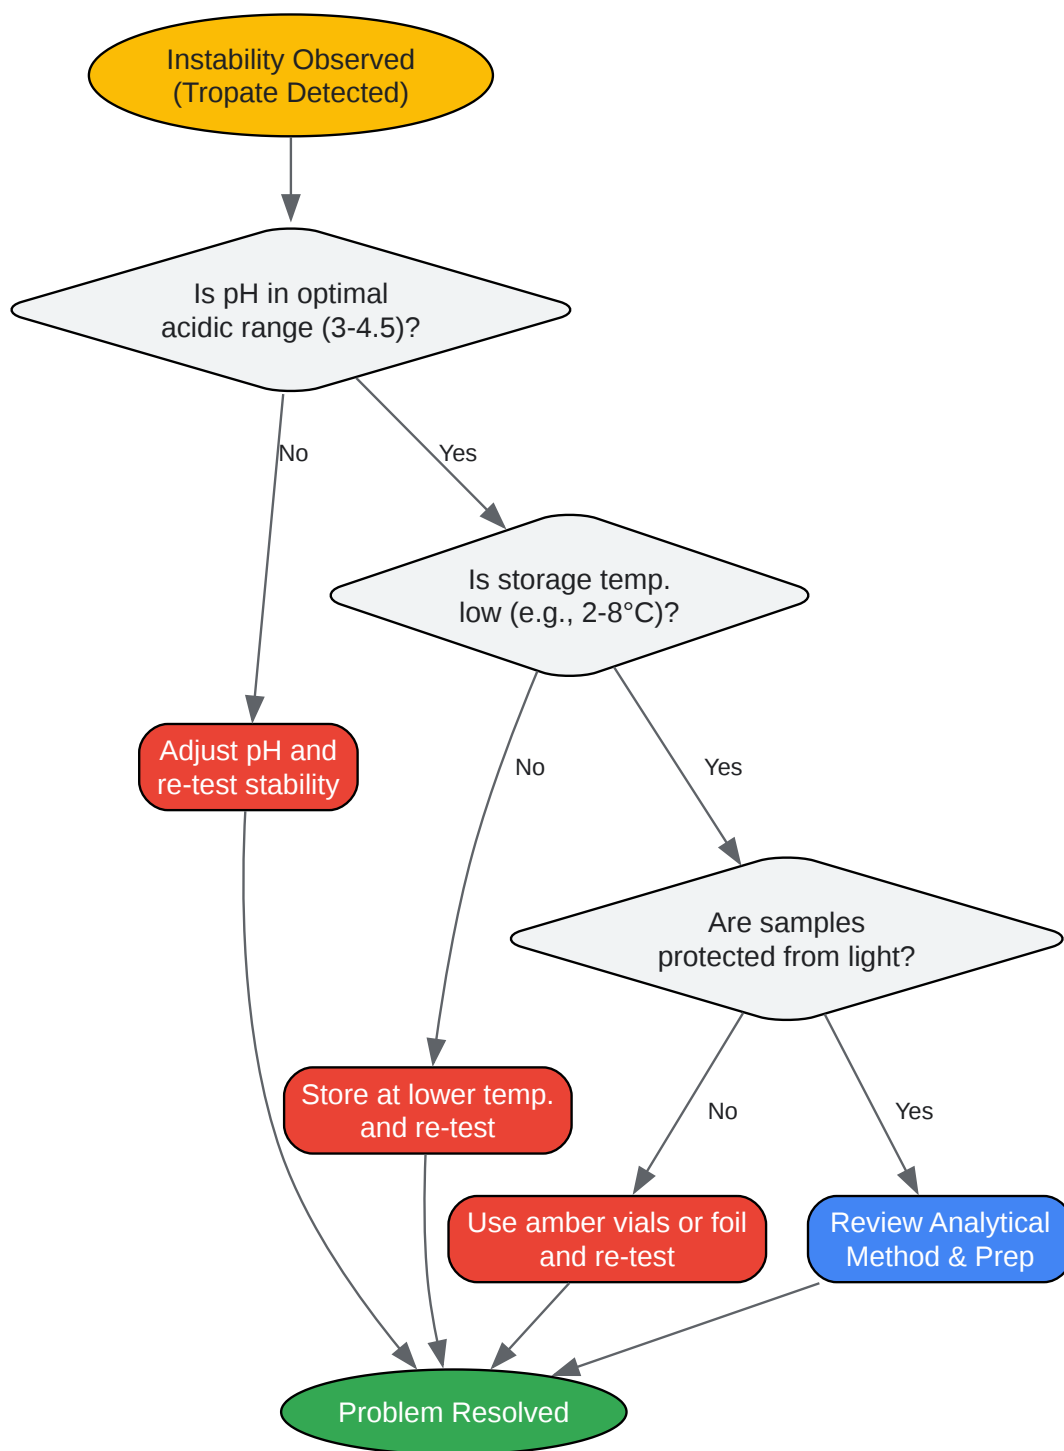 Instability Observed
(Tropate Detected)
Is pH in optimal
acidic range (3-4.5)?
No
Yes
Is storage temp.
low (e.g., 2-8°C)?
Adjust pH and
re-test stability
No
Yes
Are samples
protected from light?
Store at lower temp.
and re-test
No
Yes
Use amber vials or foil
and re-test
Review Analytical
Method & Prep
Problem Resolved